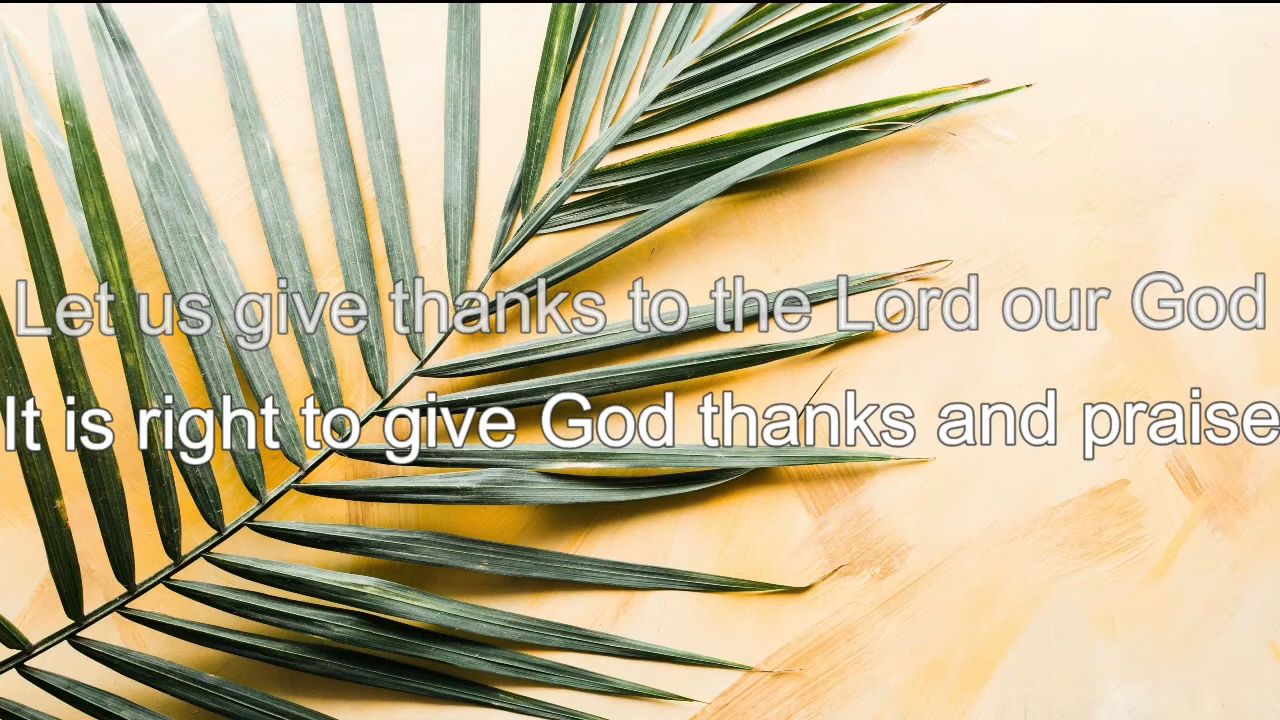 Let us give thanks to the Lord our God
It is right to give God thanks and praise